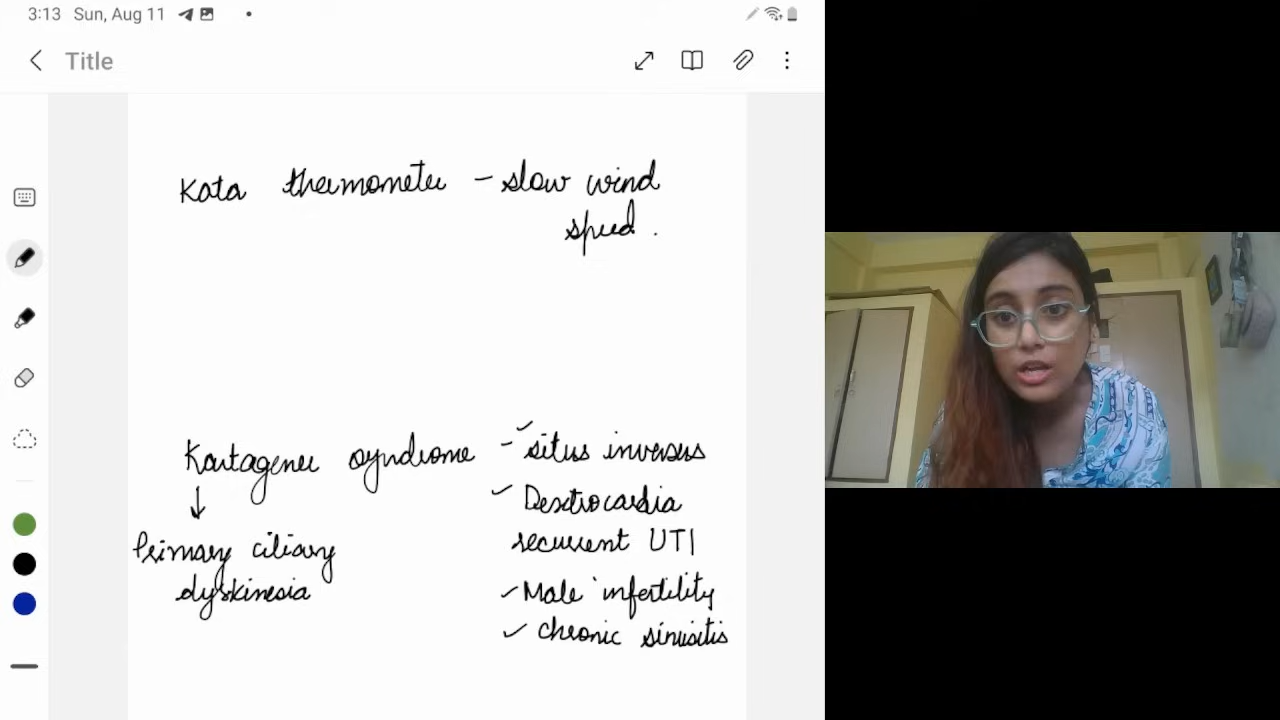 3:13 Sun, Aug 11
Title
Kata thermometer - slow wind
speed.
Kartagener syndrome - situs inversus
Dextrocardia
recurrent UTI
Primary ciliary
dyskinesia
Male infertility
chronic sinusitis